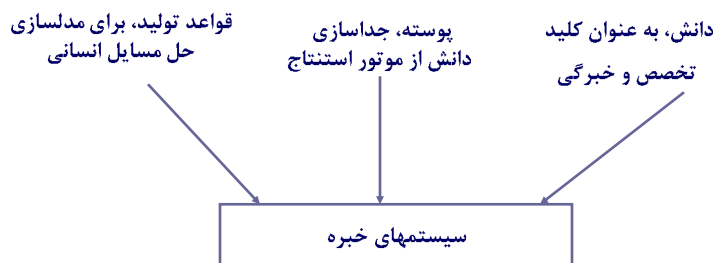 دانش، به عنوان کلید
تخصص و خبرگی
پوسته، جداسازی
دانش از موتور استنتاج
قواعد تولید، برای مدلسازی
حل مسایل انسانی
سیستمهای خبره